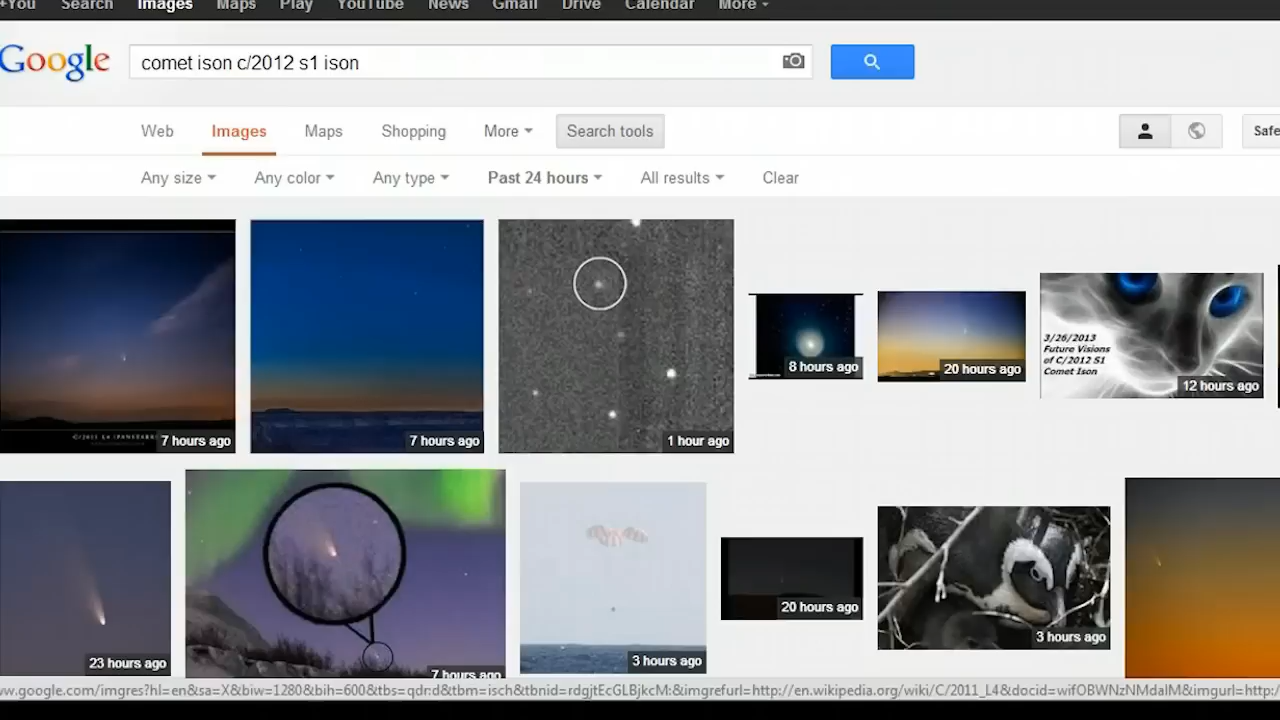 +You Search Images Maps Play YouTube News Gmail Drive Calendar More
Google comet ison c/2012 s1 ison
Web Images Maps Shopping More Search tools Safe
Any size Any color Any type Past 24 hours All results Clear
7 hours ago
7 hours ago
1 hour ago
8 hours ago
20 hours ago
3/26/2013
Future Visions
of C/2012 S1
Comet Ison
12 hours ago
23 hours ago
7 hours ago
3 hours ago
20 hours ago
3 hours ago
ww.google.com/imgres?hl=en&sa=X&biw=1280&bih=600&tbs=qdr:d&tbm=isch&tbnid=rdgjtEcGLBjkcM:&imgrefurl=http://en.wikipedia.org/wiki/C/2011_L4&docid=wifOBWNzNMdalM&imgurl=http:/